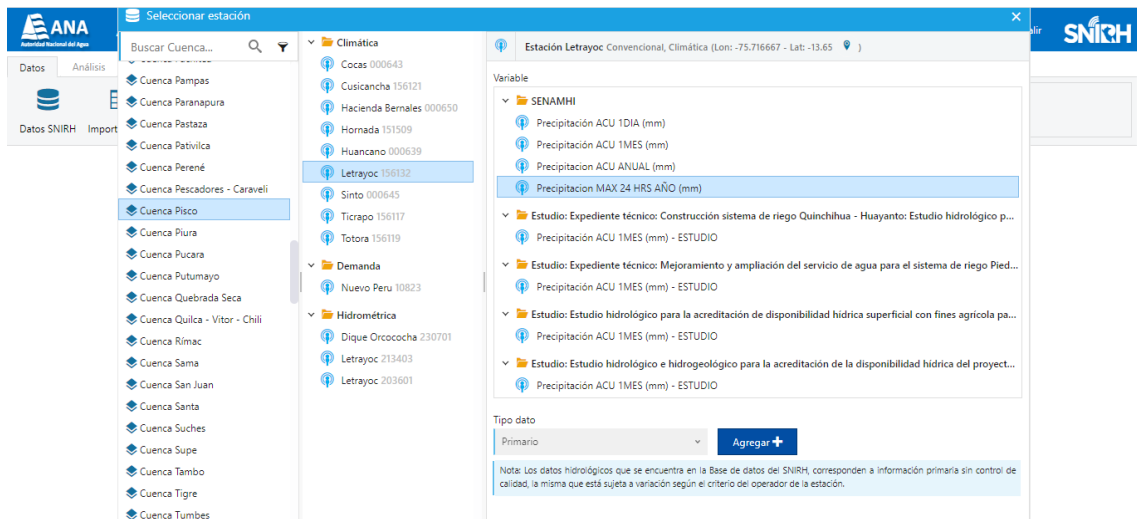 ANA
Autoridad Nacional del Agua
Seleccionar estación
SNIRH
Datos
Análisis
Datos SNIRH
Import
Buscar Cuenca...
Cuenca Pampas
Cuenca Paranapura
Cuenca Pastaza
Cuenca Pativilca
Cuenca Perené
Cuenca Pescadores - Caraveli
Cuenca Pisco
Cuenca Piura
Cuenca Pucara
Cuenca Putumayo
Cuenca Quebrada Seca
Cuenca Quilca - Vitor - Chili
Cuenca Rímac
Cuenca Sama
Cuenca San Juan
Cuenca Santa
Cuenca Suches
Cuenca Supe
Cuenca Tambo
Cuenca Tigre
Cuenca Tumbes
Climática
Cocas 000643
Cusicancha 156121
Hacienda Bernales 000650
Hornada 151509
Huancano 000639
Letrayoc 156132
Sinto 000645
Ticrapo 156117
Totora 156119
Demanda
Nuevo Peru 10823
Hidrométrica
Dique Orcococha 230701
Letrayoc 213403
Letrayoc 203601
Estación Letrayoc Convencional, Climática (Lon: -75.716667 - Lat: -13.65 )
Variable
SENAMHI
Precipitación ACU 1DIA (mm)
Precipitación ACU 1MES (mm)
Precipitacion ACU ANUAL (mm)
Precipitacion MAX 24 HRS AÑO (mm)
Estudio: Expediente técnico: Construcción sistema de riego Quinchihua - Huayanto: Estudio hidrológico p...
Precipitación ACU 1MES (mm) - ESTUDIO
Estudio: Expediente técnico: Mejoramiento y ampliación del servicio de agua para el sistema de riego Pied...
Precipitación ACU 1MES (mm) - ESTUDIO
Estudio: Estudio hidrológico para la acreditación de disponibilidad hídrica superficial con fines agrícola pa...
Precipitación ACU 1MES (mm) - ESTUDIO
Estudio: Estudio hidrológico e hidrogeológico para la acreditación de la disponibilidad hídrica del proyect...
Precipitación ACU 1MES (mm) - ESTUDIO
Tipo dato
Primario
Agregar
Nota: Los datos hidrológicos que se encuentra en la Base de datos del SNIRH, corresponden a información primaria sin control de
calidad, la misma que está sujeta a variación según el criterio del operador de la estación.